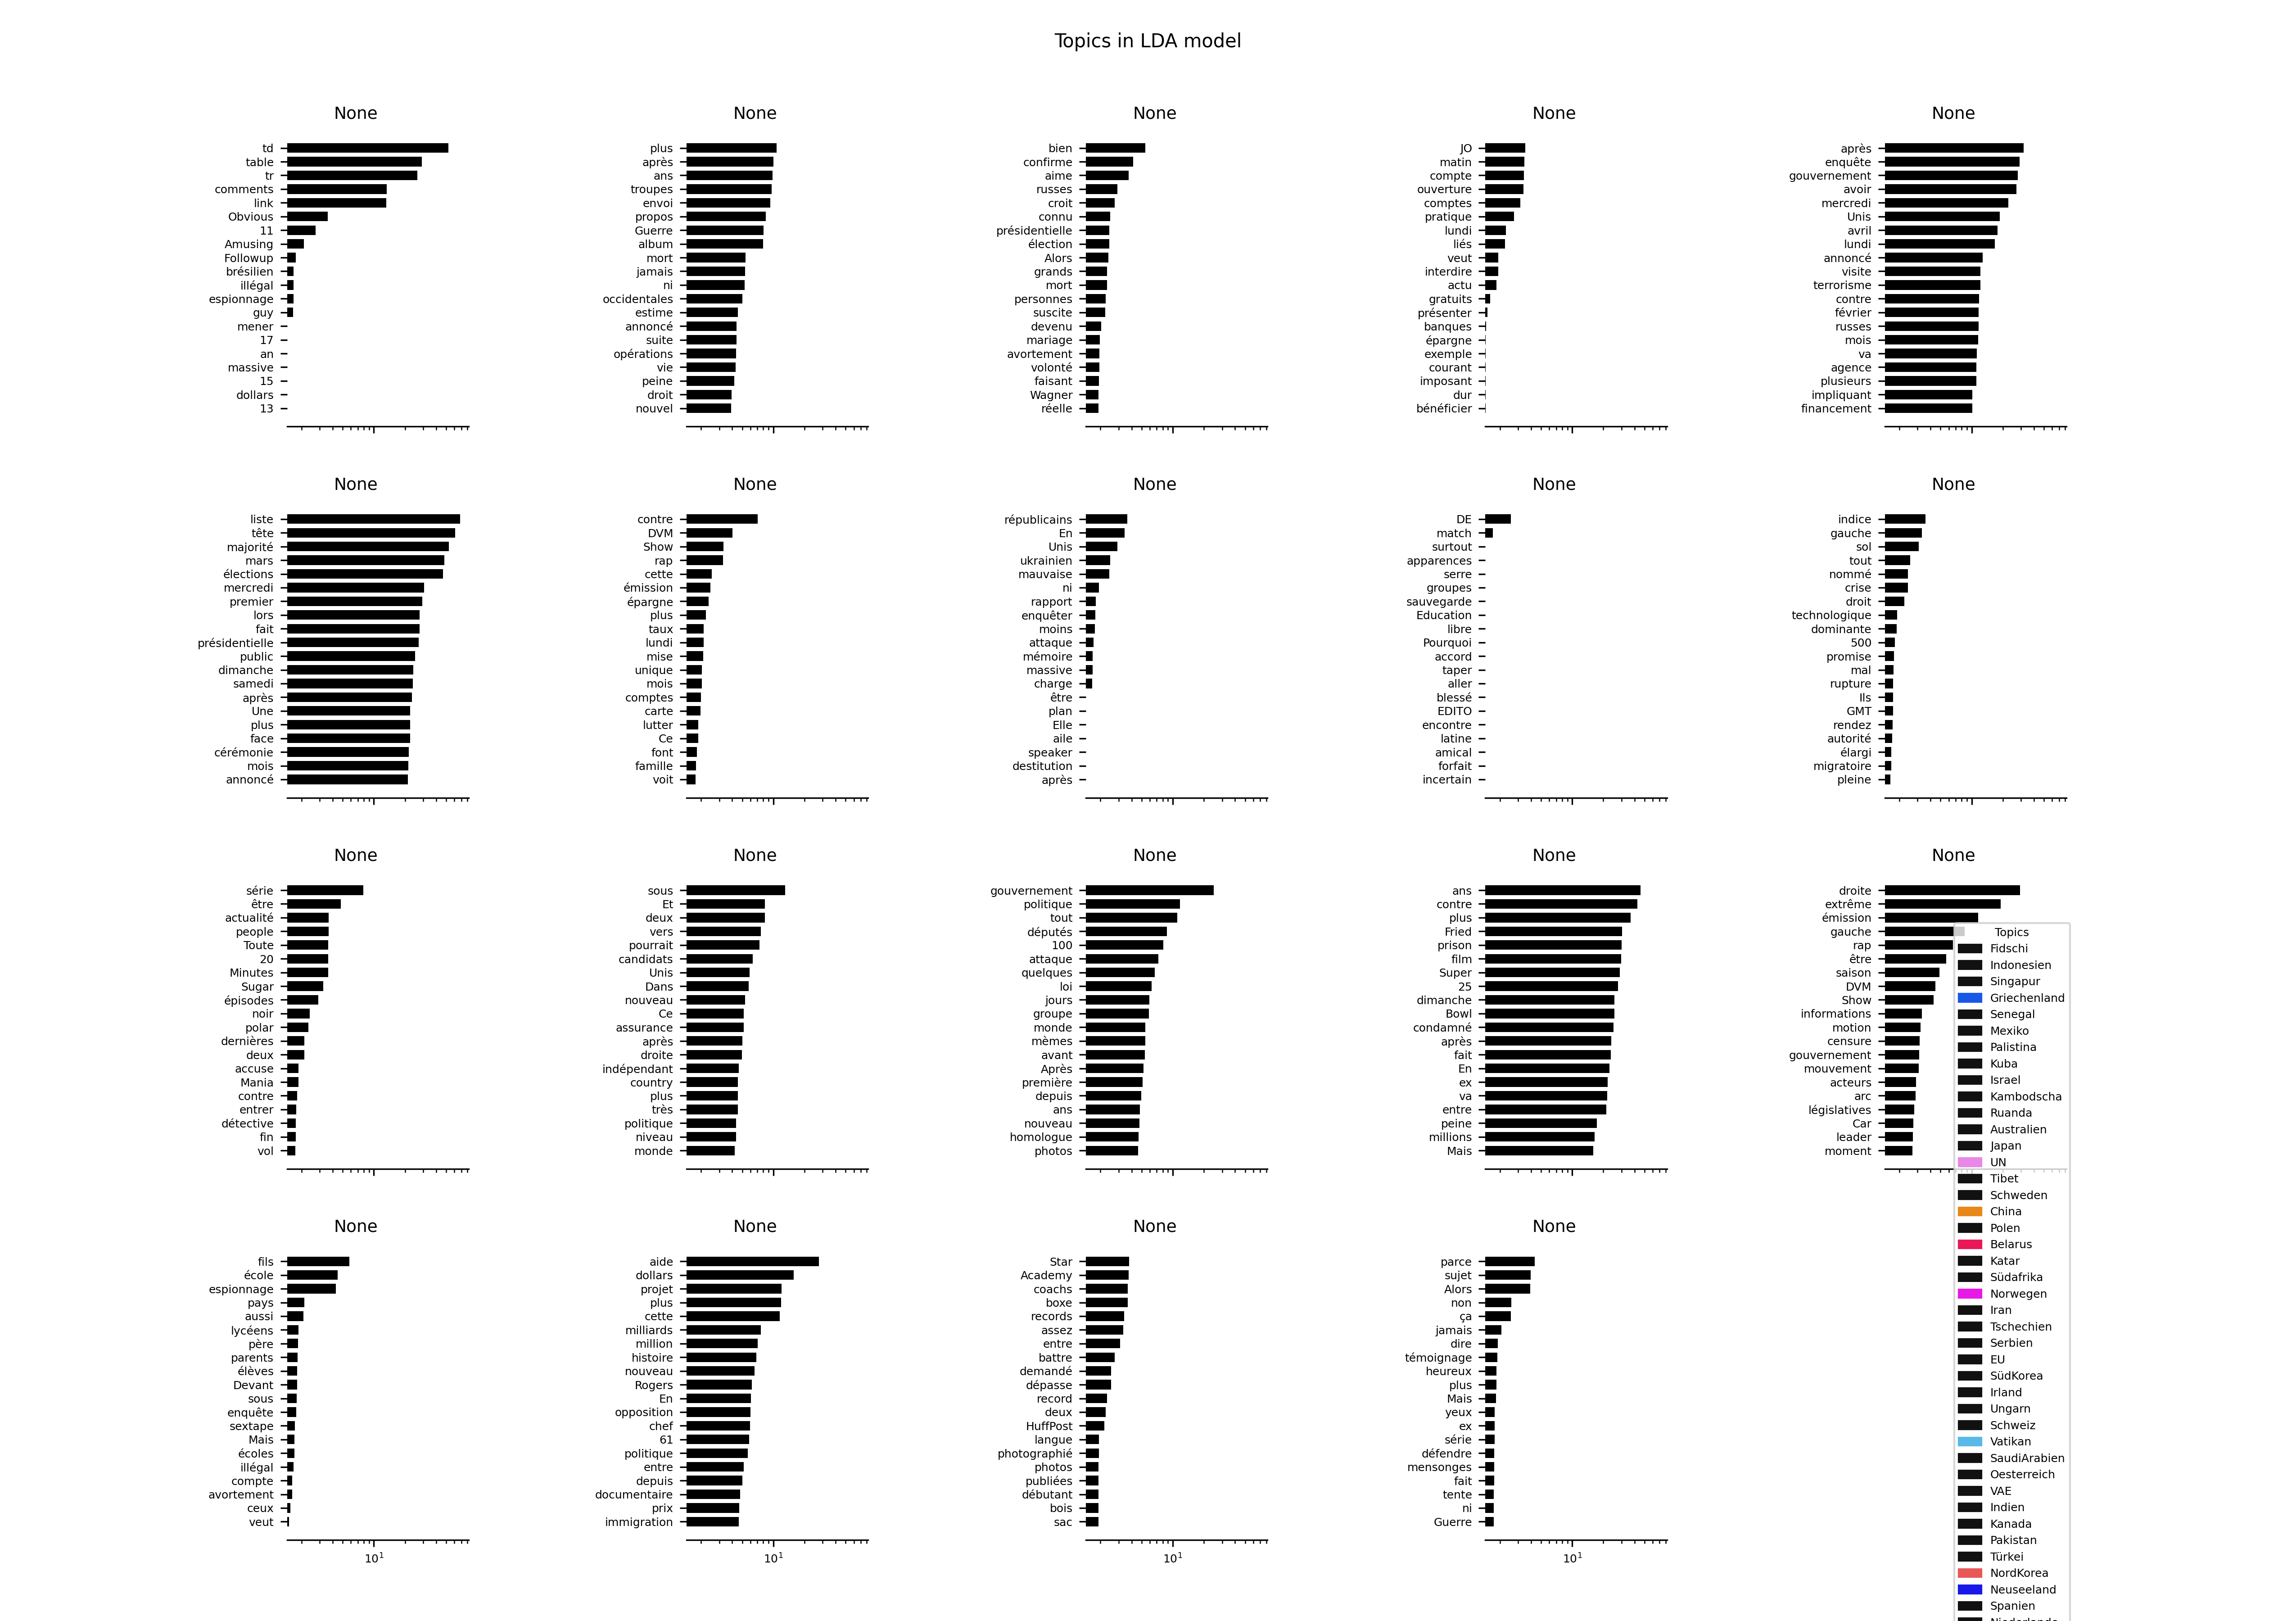 Topics in LDA model
None
td
table
tr
comments
link
Obvious
11
Amusing
Followup
brésilien
illégal
espionnage
guy
mener
17
an
massive
15
dollars
13
None
plus
après
ans
troupes
envoi
propos
Guerre
album
mort
jamais
ni
occidentales
estime
annoncé
suite
opérations
vie
peine
droit
nouvel
None
bien
confirme
aime
russes
croit
connu
présidentielle
élection
Alors
grands
mort
personnes
suscite
devenu
mariage
avortement
volonté
faisant
Wagner
réelle
None
JO
matin
compte
ouverture
comptes
pratique
lundi
liés
veut
interdire
actu
gratuits
présenter
banques
épargne
exemple
courant
imposant
dur
bénéficier
None
après
enquête
gouvernement
avoir
mercredi
Unis
avril
lundi
annoncé
visite
terrorisme
contre
février
russes
mois
va
agence
plusieurs
impliquant
financement
None
liste
tête
majorité
mars
élections
mercredi
premier
lors
fait
présidentielle
public
dimanche
samedi
après
Une
plus
face
cérémonie
mois
annoncé
None
contre
DVM
Show
rap
cette
émission
épargne
plus
taux
lundi
mise
unique
mois
comptes
carte
lutter
Ce
font
famille
voit
None
républicains
En
Unis
ukrainien
mauvaise
ni
rapport
enquêter
moins
attaque
mémoire
massive
charge
être
plan
Elle
aile
speaker
destitution
après
None
DE
match
surtout
apparences
serre
groupes
sauvegarde
Education
libre
Pourquoi
accord
taper
aller
blessé
EDITO
encontre
latine
amical
forfait
incertain
None
indice
gauche
sol
tout
nommé
crise
droit
technologique
dominante
500
promise
mal
rupture
Ils
GMT
rendez
autorité
élargi
migratoire
pleine
None
série
être
actualité
people
Toute
20
Minutes
Sugar
épisodes
noir
polar
dernières
deux
accuse
Mania
contre
entrer
détective
fin
vol
None
sous
Et
deux
vers
pourrait
candidats
Unis
Dans
nouveau
Ce
assurance
après
droite
indépendant
country
plus
très
politique
niveau
monde
None
gouvernement
politique
tout
députés
100
attaque
quelques
loi
jours
groupe
monde
mèmes
avant
Après
première
depuis
ans
nouveau
homologue
photos
None
ans
contre
plus
Fried
prison
film
Super
25
dimanche
Bowl
condamné
après
fait
En
ex
va
entre
peine
millions
Mais
None
droite
extrême
émission
gauche
rap
être
saison
DVM
Show
informations
motion
censure
gouvernement
mouvement
acteurs
arc
législatives
Car
leader
moment
None
fils
école
espionnage
pays
aussi
lycéens
père
parents
élèves
Devant
sous
enquête
sextape
Mais
écoles
illégal
compte
avortement
ceux
veut
10¹
None
aide
dollars
projet
plus
cette
milliards
million
histoire
nouveau
Rogers
En
opposition
chef
61
politique
entre
depuis
documentaire
prix
immigration
10¹
None
Star
Academy
coachs
boxe
records
assez
entre
battre
demandé
dépasse
record
deux
HuffPost
langue
photographié
photos
publiées
débutant
bois
sac
10¹
None
parce
sujet
Alors
non
ça
jamais
dire
témoignage
heureux
plus
Mais
yeux
ex
série
défendre
mensonges
fait
tente
ni
Guerre
10¹
Topics
Fidschi
Indonesien
Singapur
Griechenland
Senegal
Mexiko
Palistina
Kuba
Israel
Kambodscha
Ruanda
Australien
Japan
UN
Tibet
Schweden
China
Polen
Belarus
Katar
Südafrika
Norwegen
Iran
Tschechien
Serbien
EU
SüdKorea
Irland
Ungarn
Schweiz
Vatikan
SaudiArabien
Oesterreich
VAE
Indien
Kanada
Pakistan
Türkei
NordKorea
Neuseeland
Spanien